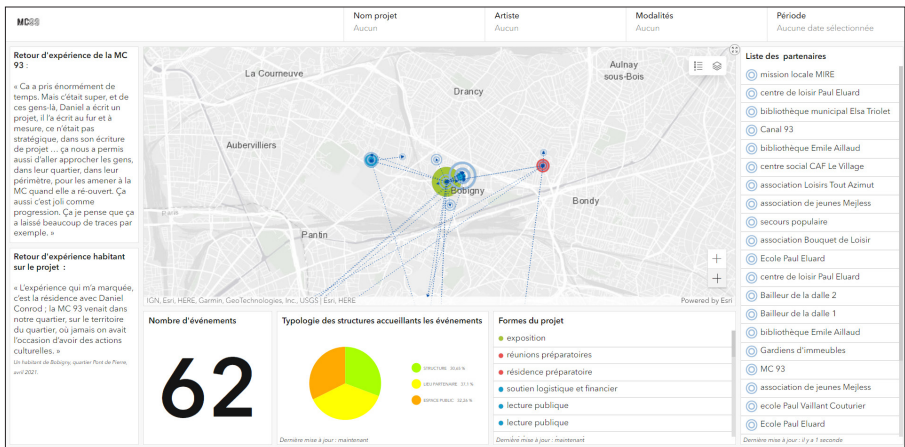 MC93
Nom projet
Aucun
Artiste
Aucun
Modalités
Aucun
Période
Aucune date sélectionnée
Retour d'expérience de la MC
93 :
« Ca a pris énormément de
temps. Mais c'était super, et de
ces gens-là, Daniel a écrit un
projet, il l'a écrit au fur et à
mesure, ce n'était pas
stratégique, dans son écriture
de projet ... ça nous a permis
aussi d'aller approcher les gens,
dans leur quartier, dans leur
périmètre, pour les amener à la
MC quand elle a ré-ouvert. Ça
aussi c'est joli comme
progression. Ça je pense que ça
a laissé beaucoup de traces par
exemple. »
Retour d'expérience habitant
sur le projet :
« L'expérience qui m'a marquée,
c'est la résidence avec Daniel
Conrod ; la MC 93 venait dans
notre quartier, sur le territoire
du quartier, où jamais on avait
l'occasion d'avoir des actions
culturelles. »
Un habitant de Bobigny, quartier Pont de Pierre,
avril 2021.
La Courneuve
Drancy
Aulnay
sous-Bois
Aubervilliers
Bobigny
Bondy
Paris
Pantin
IGN, Esri, HERE, Garmin, GeoTechnologies, Inc., USGS | Esri, HERE
Powered by Esri
Nombre d'événements
62
Typologie des structures accueillant les événements
STRUCTURE
LIEU PARTENAIRE
ESPACE PUBLIC 32,26 %
Dernière mise à jour : maintenant
Formes du projet
exposition
réunions préparatoires
résidence préparatoire
soutien logistique et financier
lecture publique
lecture publique
Dernière mise à jour : maintenant
Liste des partenaires
mission locale MIRE
centre de loisir Paul Eluard
bibliothèque municipal Elsa Triolet
Canal 93
bibliothèque Emile Aillaud
centre social CAF Le Village
association Loisirs Tout Azimut
association de jeunes Mejless
secours populaire
association Bouquet de Loisir
Ecole Paul Eluard
centre de loisir Paul Eluard
Bailleur de la dalle 2
Bailleur de la dalle 1
bibliothèque Emile Aillaud
Gardiens d'immeubles
MC 93
association de jeunes Mejless
ecole Paul Vaillant Couturier
Ecole Paul Eluard
Dernière mise à jour : il y a 1 seconde